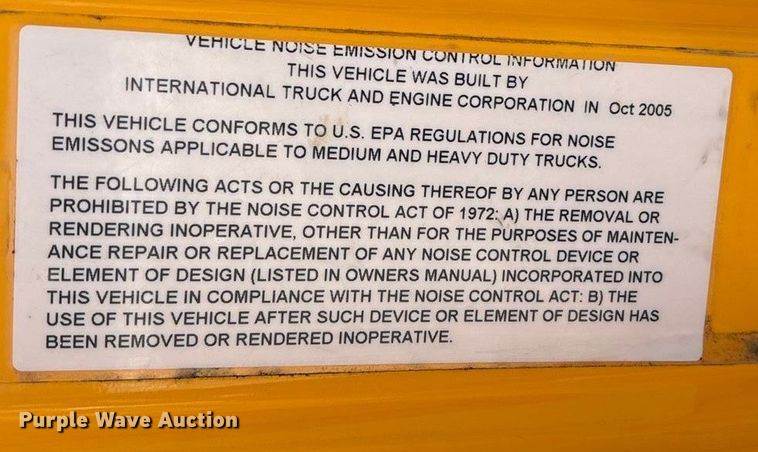 VEHICLE NOISE EMISSION CONTROL INFORMATION
THIS VEHICLE WAS BUILT BY
INTERNATIONAL TRUCK AND ENGINE CORPORATION IN Oct 2005
THIS VEHICLE CONFORMS TO U.S. EPA REGULATIONS FOR NOISE
EMISSONS APPLICABLE TO MEDIUM AND HEAVY DUTY TRUCKS.
THE FOLLOWING ACTS OR THE CAUSING THEREOF BY ANY PERSON ARE
PROHIBITED BY THE NOISE CONTROL ACT OF 1972: A) THE REMOVAL OR
RENDERING INOPERATIVE, OTHER THAN FOR THE PURPOSES OF MAINTEN-
ANCE REPAIR OR REPLACEMENT OF ANY NOISE CONTROL DEVICE OR
ELEMENT OF DESIGN (LISTED IN OWNERS MANUAL) INCORPORATED INTO
THIS VEHICLE IN COMPLIANCE WITH THE NOISE CONTROL ACT: B) THE
USE OF THIS VEHICLE AFTER SUCH DEVICE OR ELEMENT OF DESIGN HAS
BEEN REMOVED OR RENDERED INOPERATIVE.
Purple Wave Auction